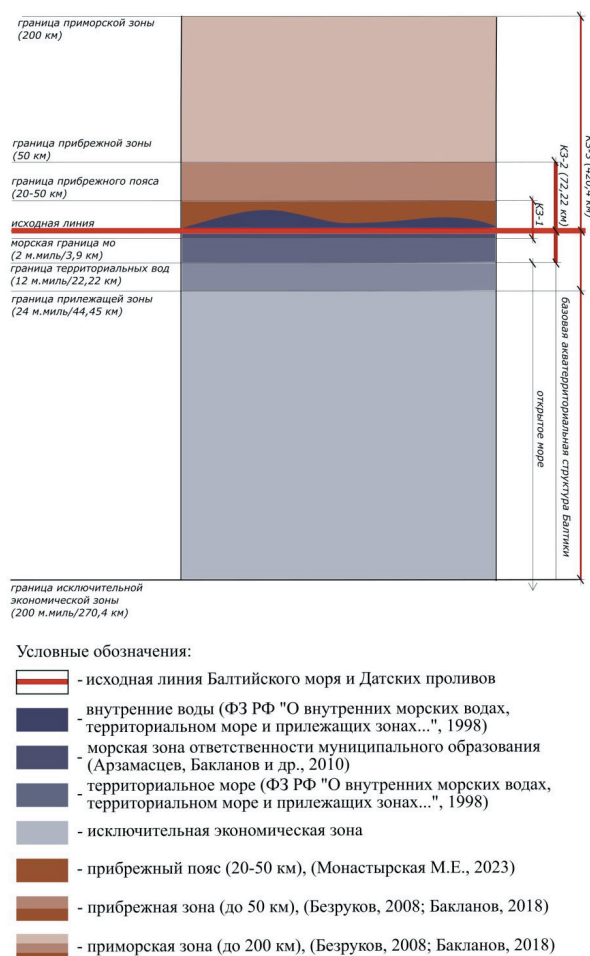 граница приморской зоны
(200 км)
граница прибрежной зоны
(50 км)
граница прибрежного пояса
(20-50 км)
исходная линия
морская граница мо
(2 м.миль/3,9 км)
граница территориальных вод
(12 м.миль/22,22 км)
граница прилежащей зоны
(24 м.миль/44,45 км)
граница исключительной
экономической зоны
(200 м.миль/270,4 км)
КЗ-1
КЗ-2 (72,22 км)
КЗ-3 (420,4 км)
открытое море
базовая акватерриториальная структура Балтики
Условные обозначения:
- исходная линия Балтийского моря и Датских проливов
- внутренние воды (ФЗ РФ "О внутренних морских водах,
территориальном море и прилежащих зонах...", 1998)
- морская зона ответственности муниципального образования
(Арзамасцев, Бакланов и др., 2010)
- территориальное море (ФЗ РФ "О внутренних морских водах,
территориальном море и прилежащих зонах...", 1998)
- исключительная экономическая зона
- прибрежный пояс (20-50 км), (Монастырская М.Е., 2023)
- прибрежная зона (до 50 км), (Безруков, 2008; Бакланов, 2018)
- приморская зона (до 200 км), (Безруков, 2008; Бакланов, 2018)